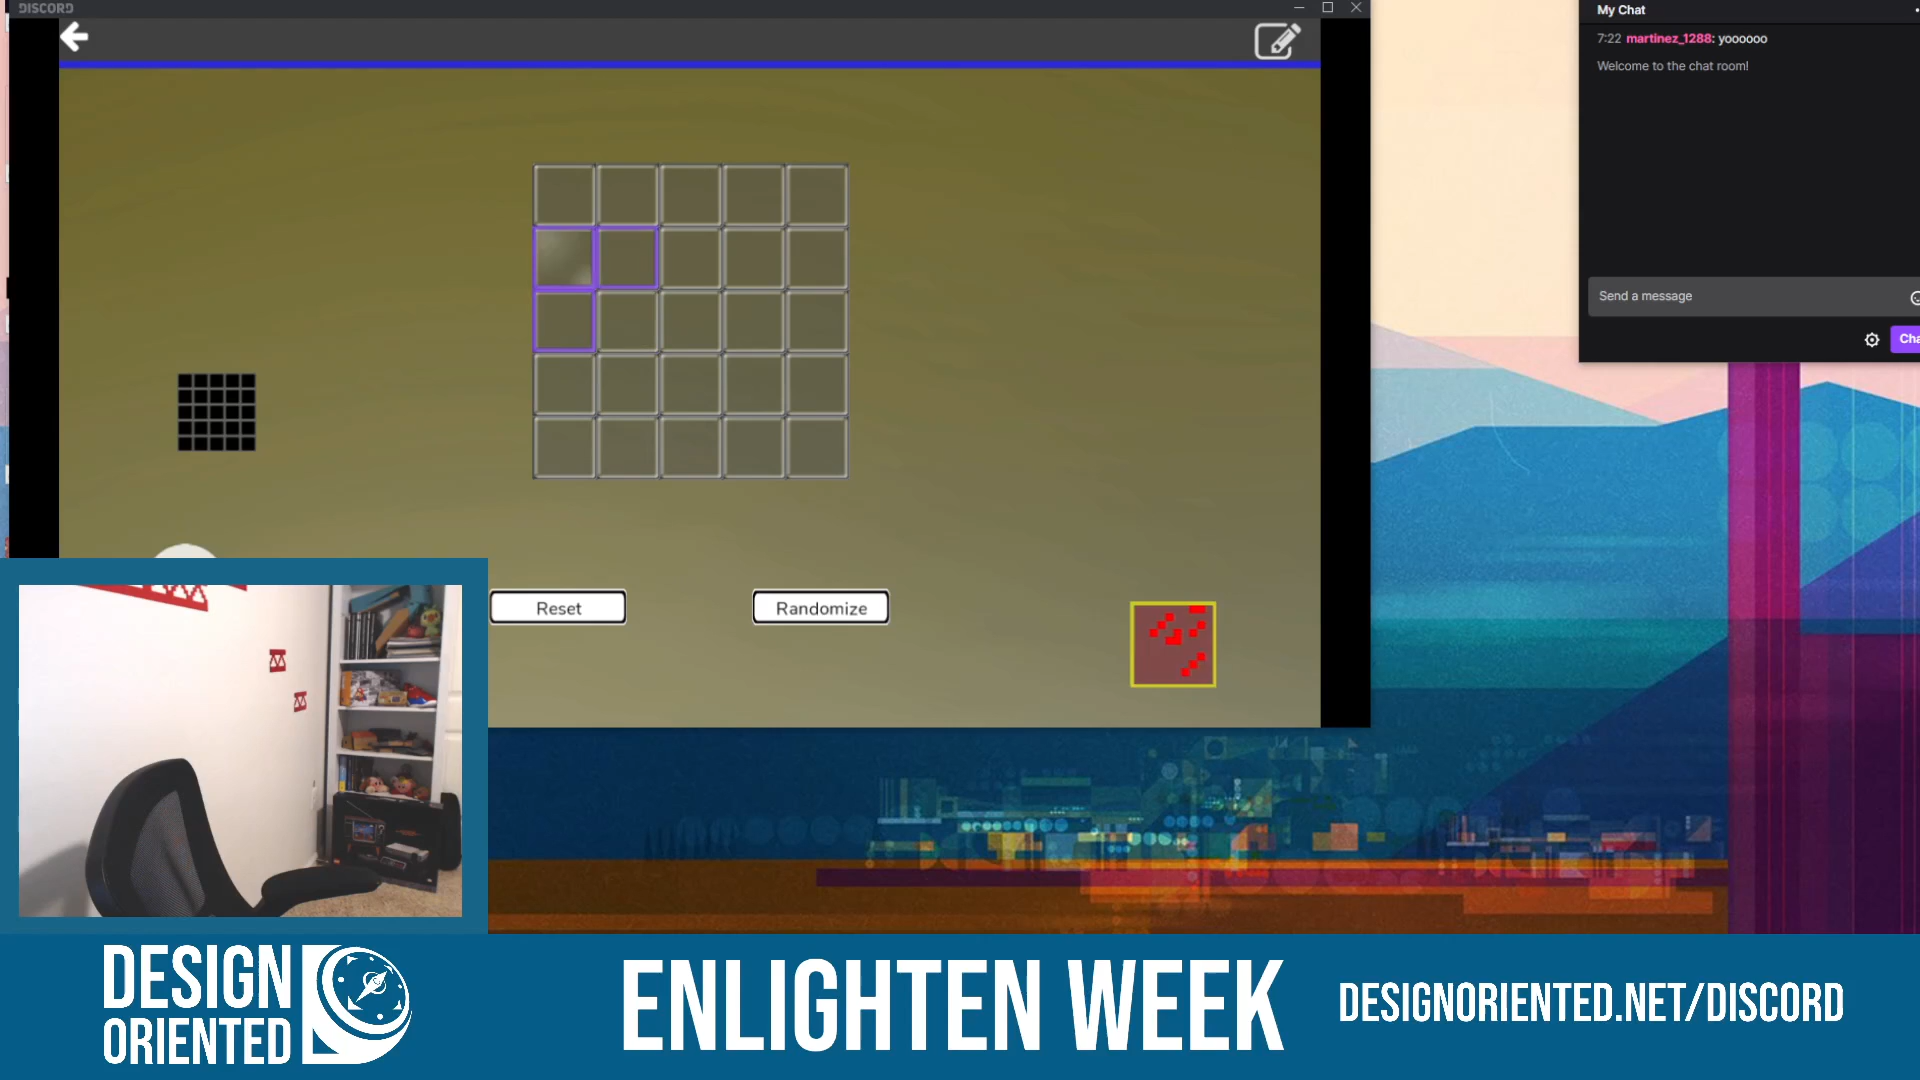 DISCORD
My Chat
7:22 martinez_1288: yoooooo
Welcome to the chat room!
Send a message
Reset
Randomize
DESIGN
ORIENTED
ENLIGHTEN WEEK
DESIGNORIENTED.NET/DISCORD